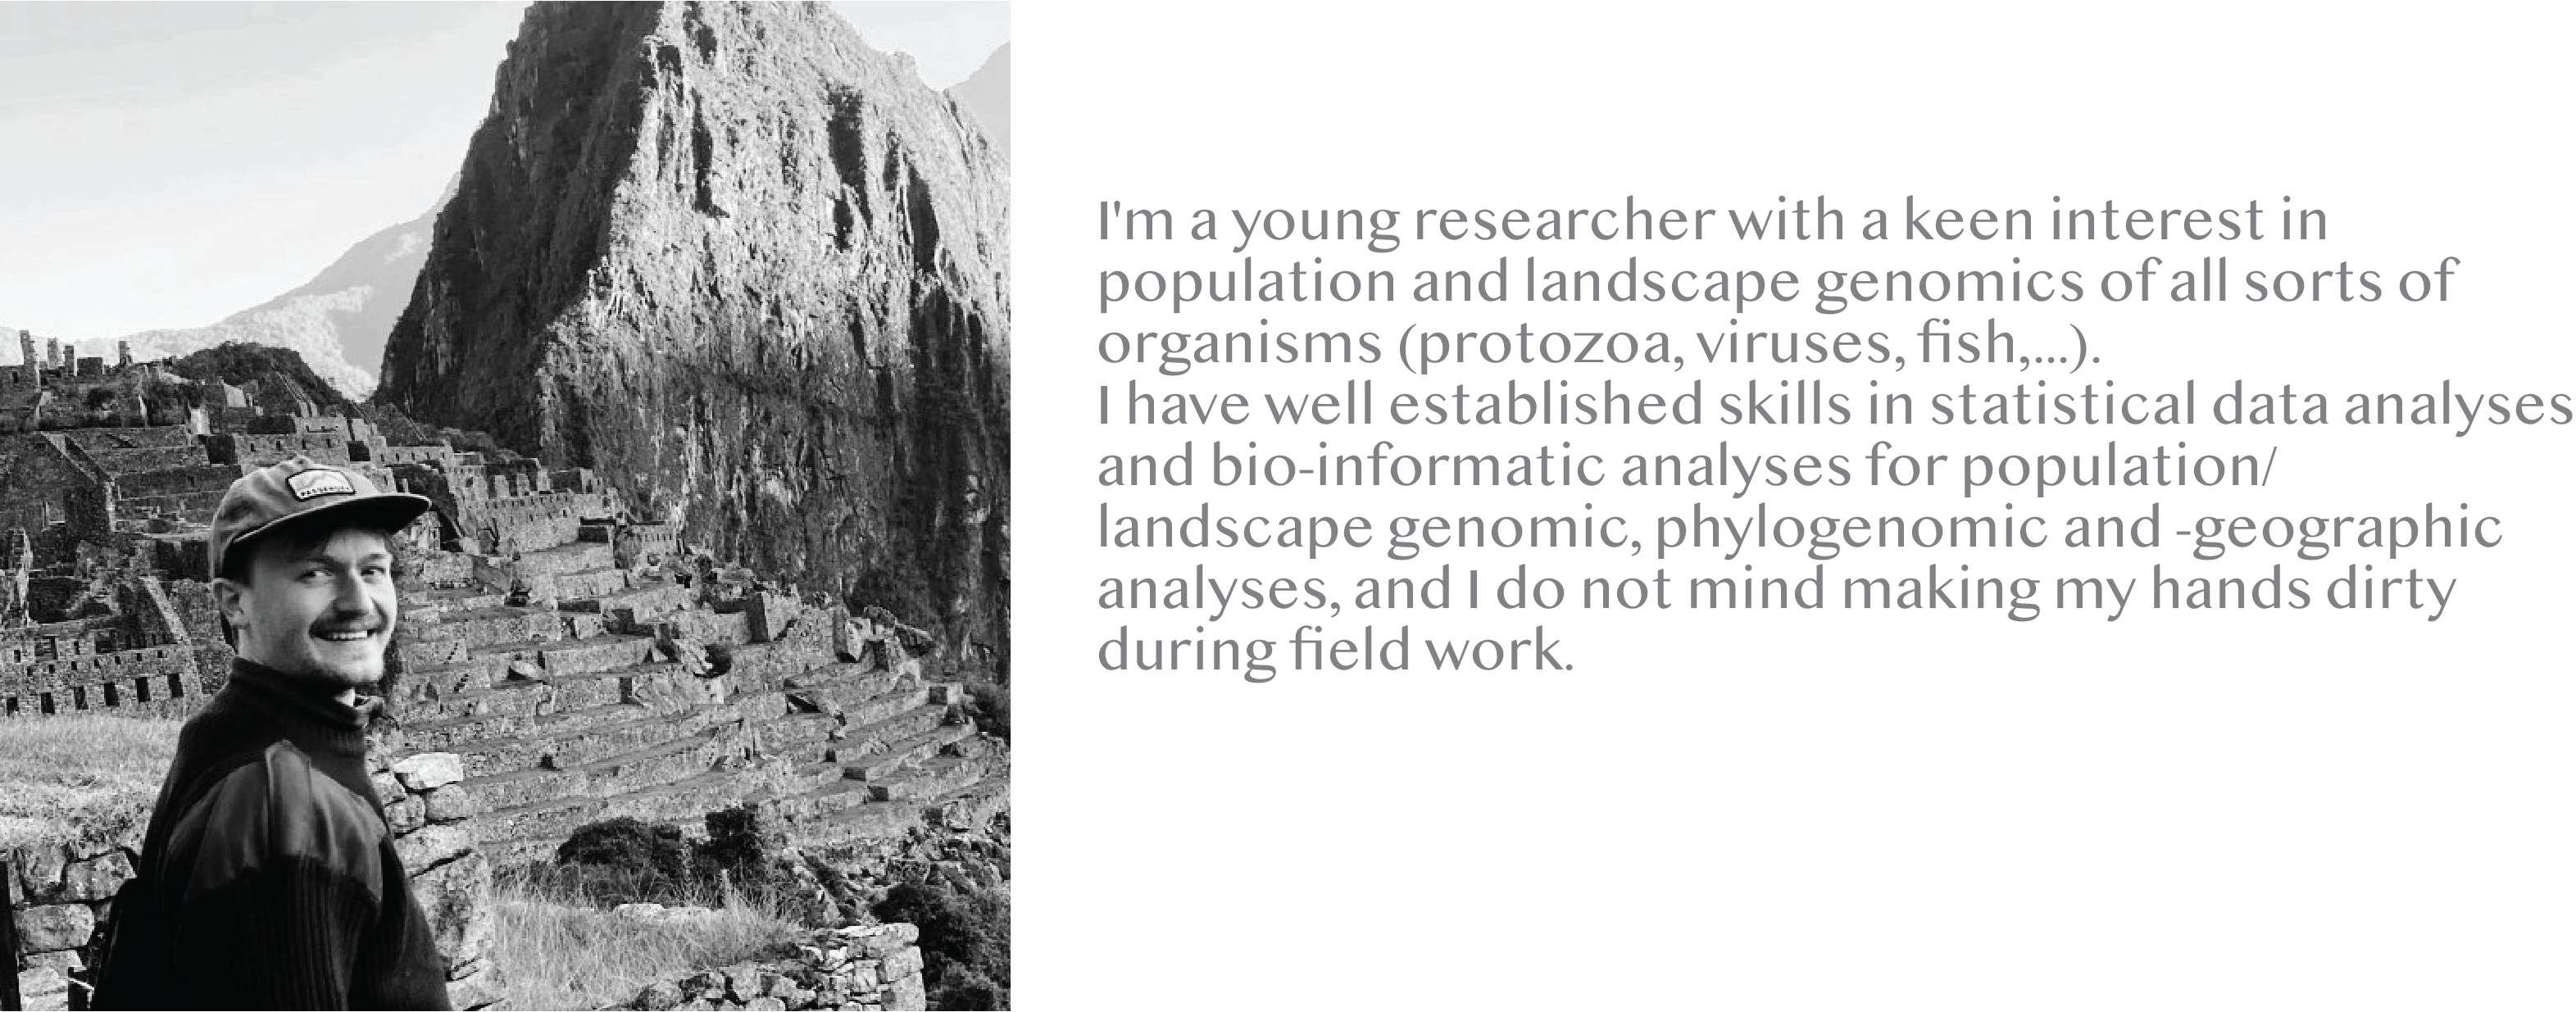 PASSENGER
I'm a young researcher with a keen interest in
population and landscape genomics of all sorts of
organisms (protozoa, viruses, fish,...).
I have well established skills in statistical data analyses
and bio-informatic analyses for population/
landscape genomic, phylogenomic and -geographic
analyses, and I do not mind making my hands dirty
during field work.